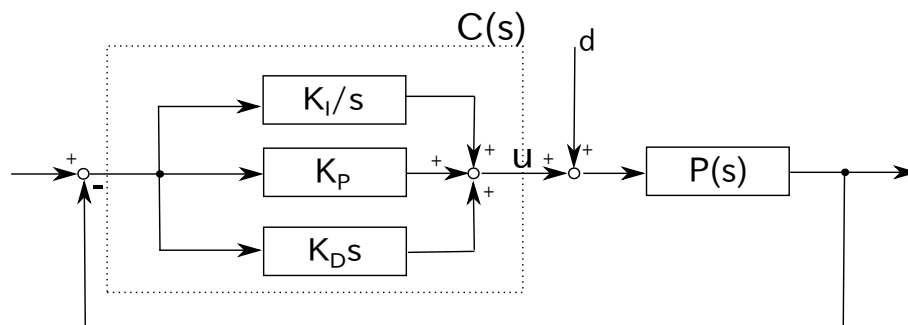 C(s)
d
K_I/s
+
+
+
u
+
+
K_P
P(s)
-
+
K_Ds